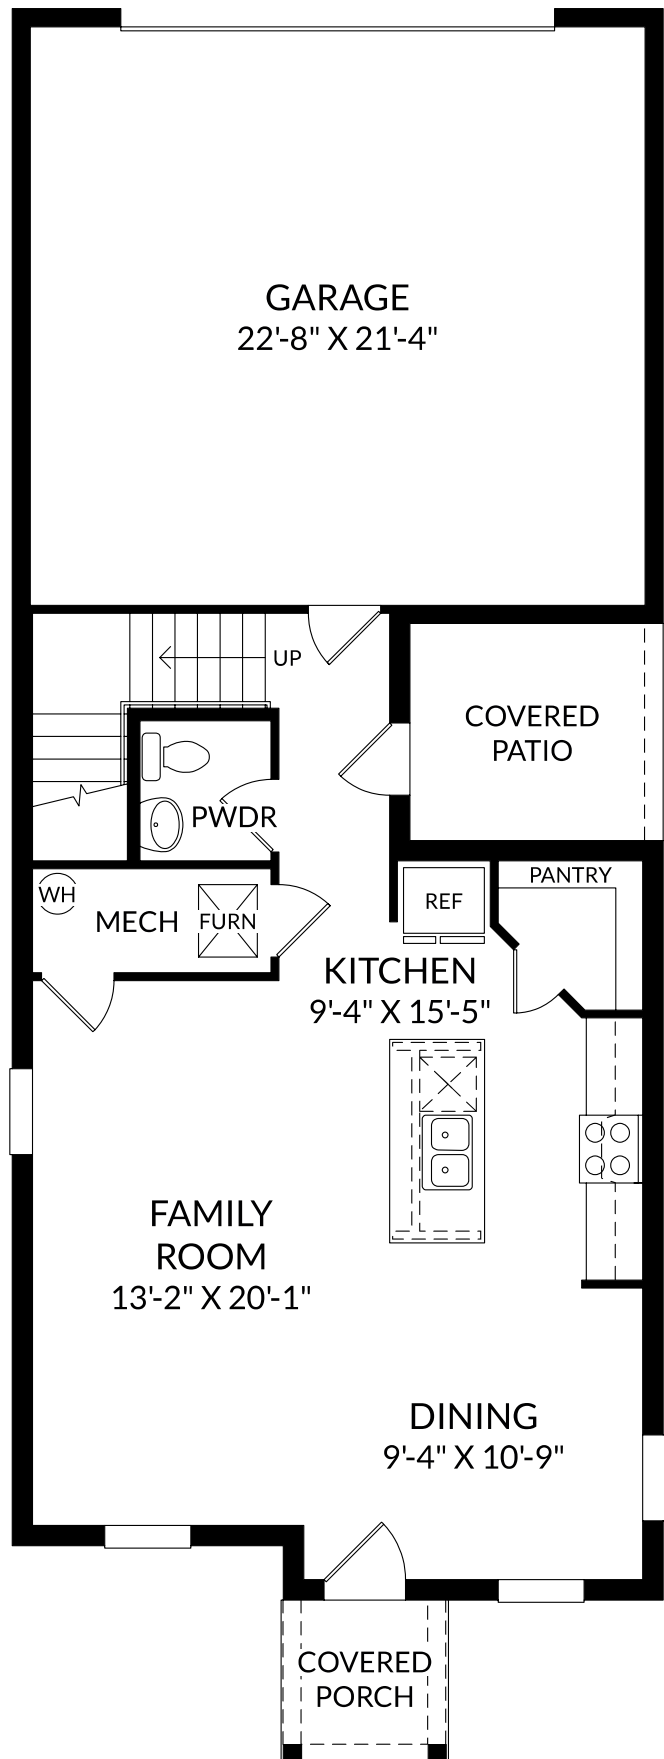 GARAGE
22'-8" X 21'-4"
UP
COVERED
PATIO
PWDR
PANTRY
WH
MECH
FURN
REF
KITCHEN
9'-4" X 15'-5"
FAMILY
ROOM
13'-2" X 20'-1"
DINING
9'-4" X 10'-9"
COVERED
PORCH